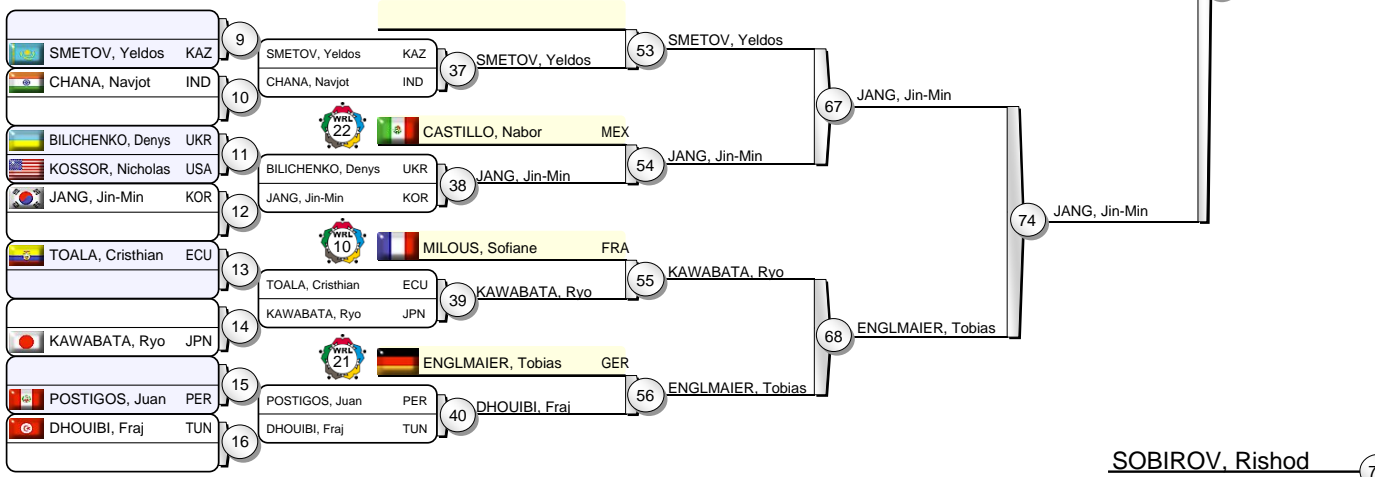 9
SMETOV, Yeldos KAZ
CHANA, Navjot IND
10
BILICHENKO, Denys UKR
11
KOSSOR, Nicholas USA
JANG, Jin-Min KOR
12
TOALA, Cristhian ECU
13
14
KAWABATA, Ryo JPN
15
POSTIGOS, Juan PER
DHOUIBI, Fraj TUN
16
SMETOV, Yeldos KAZ
CHANA, Navjot IND
37
SMETOV, Yeldos
WRL
22
CASTILLO, Nabor MEX
BILICHENKO, Denys UKR
JANG, Jin-Min KOR
38
JANG, Jin-Min
WRL
10
MILOUS, Sofiane FRA
TOALA, Cristhian ECU
KAWABATA, Ryo JPN
39
KAWABATA, Ryo
WRL
21
ENGLMAIER, Tobias GER
POSTIGOS, Juan PER
DHOUIBI, Fraj TUN
40
DHOUIBI, Fraj
53
SMETOV, Yeldos
54
JANG, Jin-Min
55
KAWABATA, Ryo
56
ENGLMAIER, Tobias
67
JANG, Jin-Min
68
ENGLMAIER, Tobias
74
JANG, Jin-Min
SOBIROV, Rishod